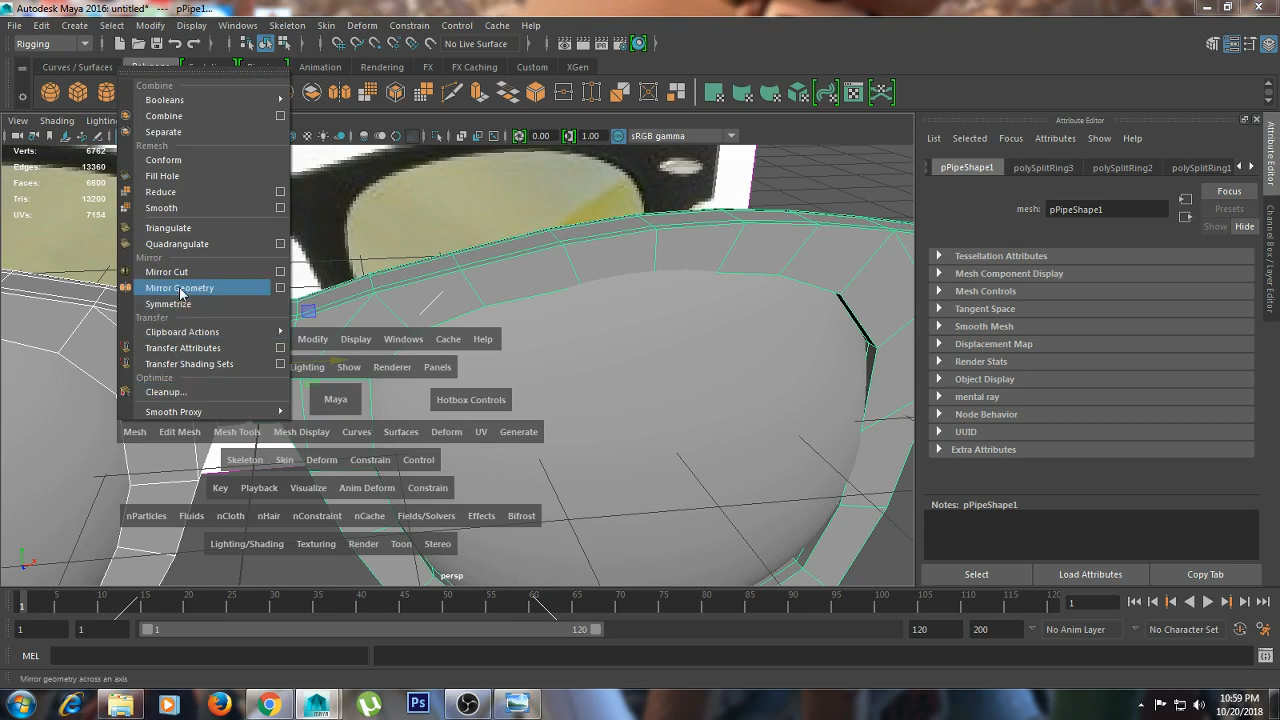 Autodesk Maya 2016: untitled*   ---   pPipe1...
File Edit Create Select Modify Display Windows Skeleton Skin Deform Constrain Control Cache Help
Rigging
No Live Surface
Curves / Surfaces
Animation Rendering FX FX Caching Custom XGen
View Shading
0.00 1.00 sRGB gamma
Verts: 6762
Edges: 13360
Faces: 6600
Tris: 13200
UVs: 7154
Combine
Booleans
Combine
Separate
Remesh
Conform
Fill Hole
Reduce
Smooth
Triangulate
Quadrangulate
Mirror
Mirror Cut
Mirror Geometry
Symmetrize
Transfer
Clipboard Actions
Transfer Attributes
Transfer Shading Sets
Optimize
Cleanup...
Smooth Proxy
Modify Display Windows Cache Help
Lighting Show Renderer Panels
Maya Hotbox Controls
Mesh Edit Mesh Mesh Tools Mesh Display Curves Surfaces Deform UV Generate
Skeleton Skin Deform Constrain Control
Key Playback Visualize Anim Deform Constrain
nParticles Fluids nCloth nHair nConstraint nCache Fields/Solvers Effects Bifrost
Lighting/Shading Texturing Render Toon Stereo
persp
Attribute Editor
List Selected Focus Attributes Show Help
pPipeShape1 polySplitRing3 polySplitRing2 polySplitRing1
Focus
Presets
Show Hide
mesh: pPipeShape1
Tessellation Attributes
Mesh Component Display
Mesh Controls
Tangent Space
Smooth Mesh
Displacement Map
Render Stats
Object Display
mental ray
Node Behavior
UUID
Extra Attributes
Notes: pPipeShape1
Select Load Attributes Copy Tab
Attribute Editor
Channel Box / Layer Editor
1 5 10 15 20 25 30 35 40 45 50 55 60 65 70 75 80 85 90 95 100 105 110 115 120
1
1 1 1 120 120 200 No Anim Layer No Character Set
MEL
Mirror geometry across an axis
Ps
MAYA
10:59 PM
10/20/2018